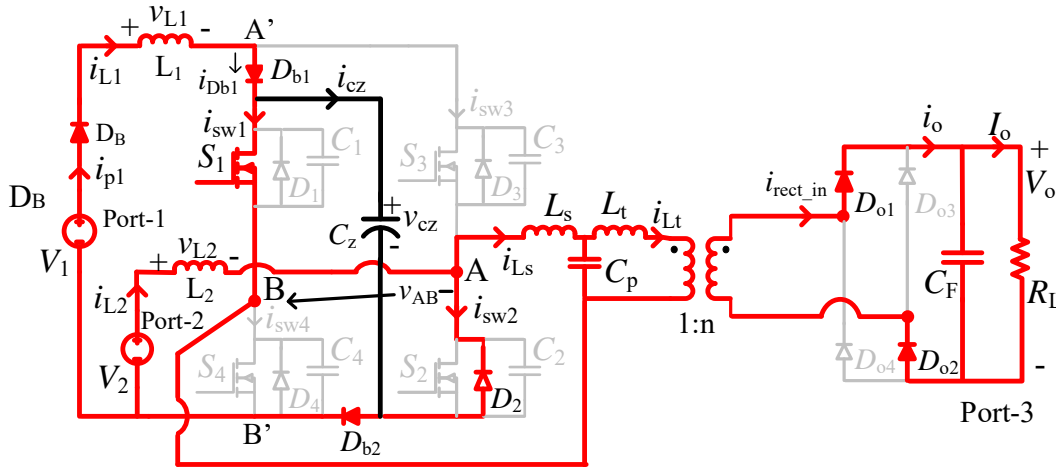 + vL1 -
A'
iL1
L1
iDb1
Db1
icz
isw3
DB
isw1
S1
C1
D1
S3
C3
D3
ip1
DB
Port-1
V1
+
vcz
-
Cz
vL2
+ -
L2
A
B
vAB
-
iL2
Port-2
V2
isw4
S4
C4
D4
B'
Db2
isw2
S2
C2
D2
Ls
Lt
iLs
iLt
Cp
1:n
irect_in
io
Io
+
Vo
Do1
Do3
CF
RL
Do4
Do2
-
Port-3